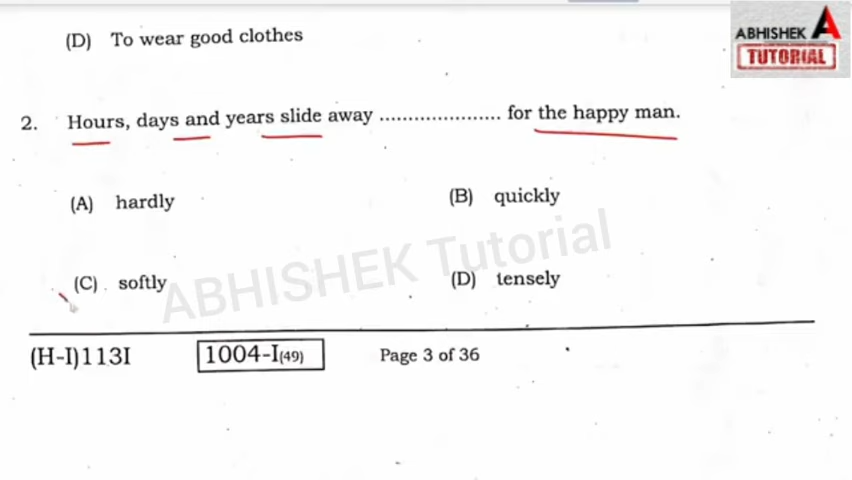 ABHISHEK A
TUTORIAL
(D) To wear good clothes
2. Hours, days and years slide away ..................... for the happy man.
(A) hardly
(B) quickly
(C) softly
(D) tensely
ABHISHEK Tutorial
(H-I)113I 1004-I(49) Page 3 of 36